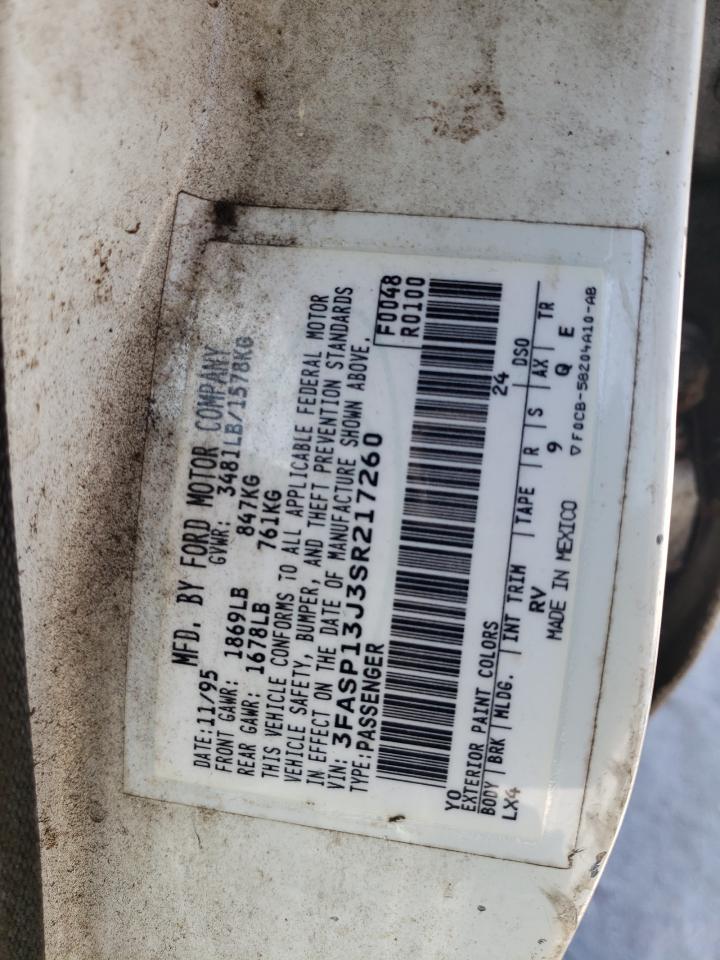 MFD. BY FORD MOTOR COMPANY
DATE:11/95 GVWR: 3481LB/1578KG
FRONT GAWR: 1869LB 847KG
REAR GAWR: 1678LB 761KG
THIS VEHICLE CONFORMS TO ALL APPLICABLE FEDERAL MOTOR
VEHICLE SAFETY, BUMPER, AND THEFT PREVENTION STANDARDS
IN EFFECT ON THE DATE OF MANUFACTURE SHOWN ABOVE.
VIN: 3FASP13J3SR217260
TYPE:PASSENGER
F0048
R0100
YO 24
EXTERIOR PAINT COLORS DSO
BODY BRK MLDG. INT TRIM TAPE R S AX TR
LX4 RV 9 Q E
MADE IN MEXICO ▽F0CB-58204A10-AB